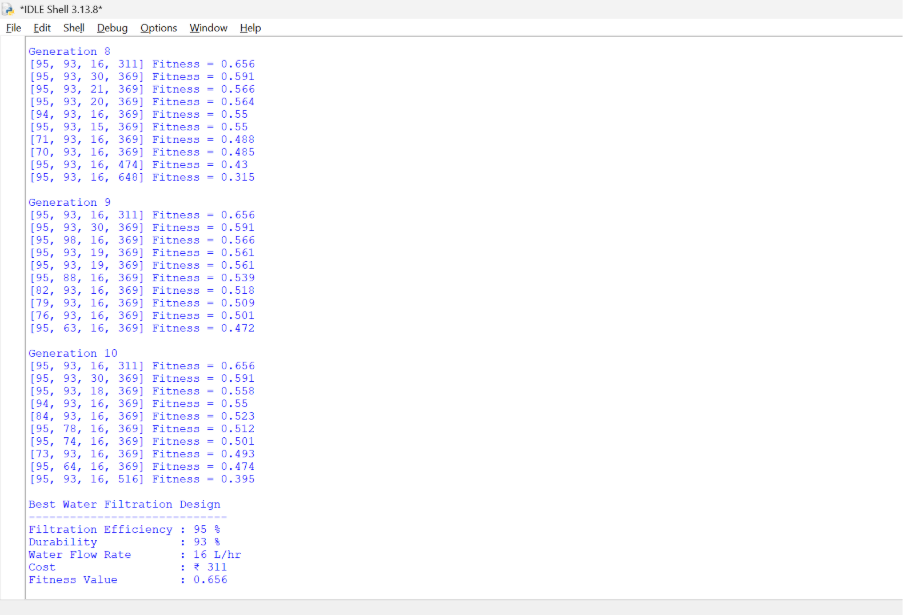 *IDLE Shell 3.13.8*
File Edit Shell Debug Options Window Help
Generation 8
[95, 93, 16, 311] Fitness = 0.656
[95, 93, 30, 369] Fitness = 0.591
[95, 93, 21, 369] Fitness = 0.566
[95, 93, 20, 369] Fitness = 0.564
[94, 93, 16, 369] Fitness = 0.55
[95, 93, 15, 369] Fitness = 0.55
[71, 93, 16, 369] Fitness = 0.488
[70, 93, 16, 369] Fitness = 0.485
[95, 93, 16, 474] Fitness = 0.43
[95, 93, 16, 648] Fitness = 0.315
Generation 9
[95, 93, 16, 311] Fitness = 0.656
[95, 93, 30, 369] Fitness = 0.591
[95, 98, 16, 369] Fitness = 0.566
[95, 93, 19, 369] Fitness = 0.561
[95, 93, 19, 369] Fitness = 0.561
[95, 88, 16, 369] Fitness = 0.539
[82, 93, 16, 369] Fitness = 0.518
[79, 93, 16, 369] Fitness = 0.509
[76, 93, 16, 369] Fitness = 0.501
[95, 63, 16, 369] Fitness = 0.472
Generation 10
[95, 93, 16, 311] Fitness = 0.656
[95, 93, 30, 369] Fitness = 0.591
[95, 93, 18, 369] Fitness = 0.558
[94, 93, 16, 369] Fitness = 0.55
[84, 93, 16, 369] Fitness = 0.523
[95, 78, 16, 369] Fitness = 0.512
[95, 74, 16, 369] Fitness = 0.501
[73, 93, 16, 369] Fitness = 0.493
[95, 64, 16, 369] Fitness = 0.474
[95, 93, 16, 516] Fitness = 0.395
Best Water Filtration Design
-----------------------------
Filtration Efficiency : 95 %
Durability : 93 %
Water Flow Rate : 16 L/hr
Cost : ₹ 311
Fitness Value : 0.656